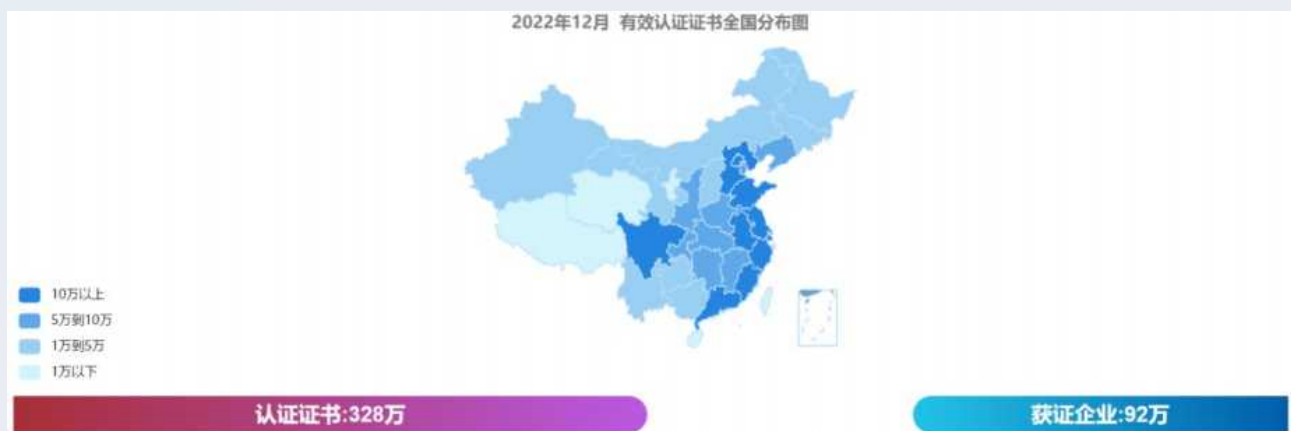 2022年12月 有效认证证书全国分布图
10万以上
5万到10万
1万到5万
1万以下
认证证书:328万
获证企业:92万